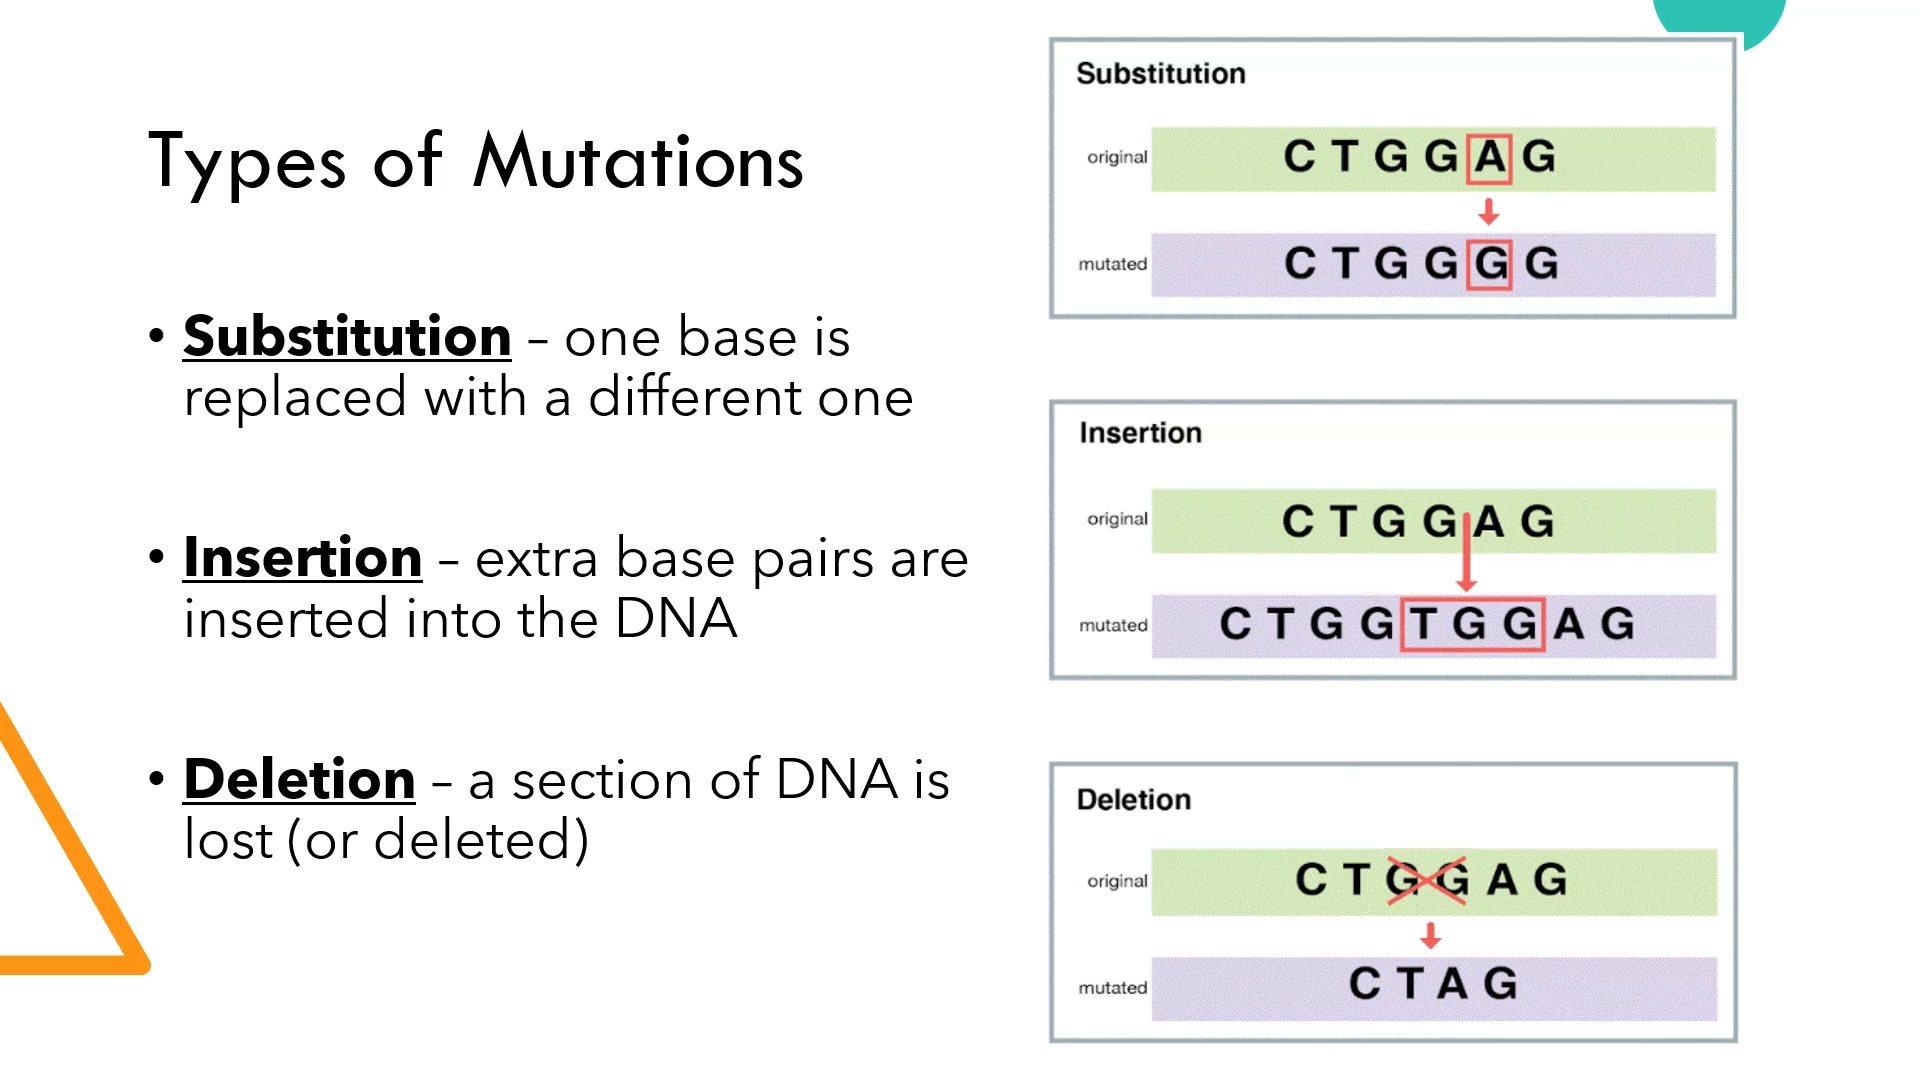 Types of Mutations
• Substitution – one base is
replaced with a different one
• Insertion – extra base pairs are
inserted into the DNA
• Deletion – a section of DNA is
lost (or deleted)
Substitution
original C T G G A G
mutated C T G G G G
Insertion
original C T G G A G
mutated C T G G T G G A G
Deletion
original C T G G A G
mutated C T A G